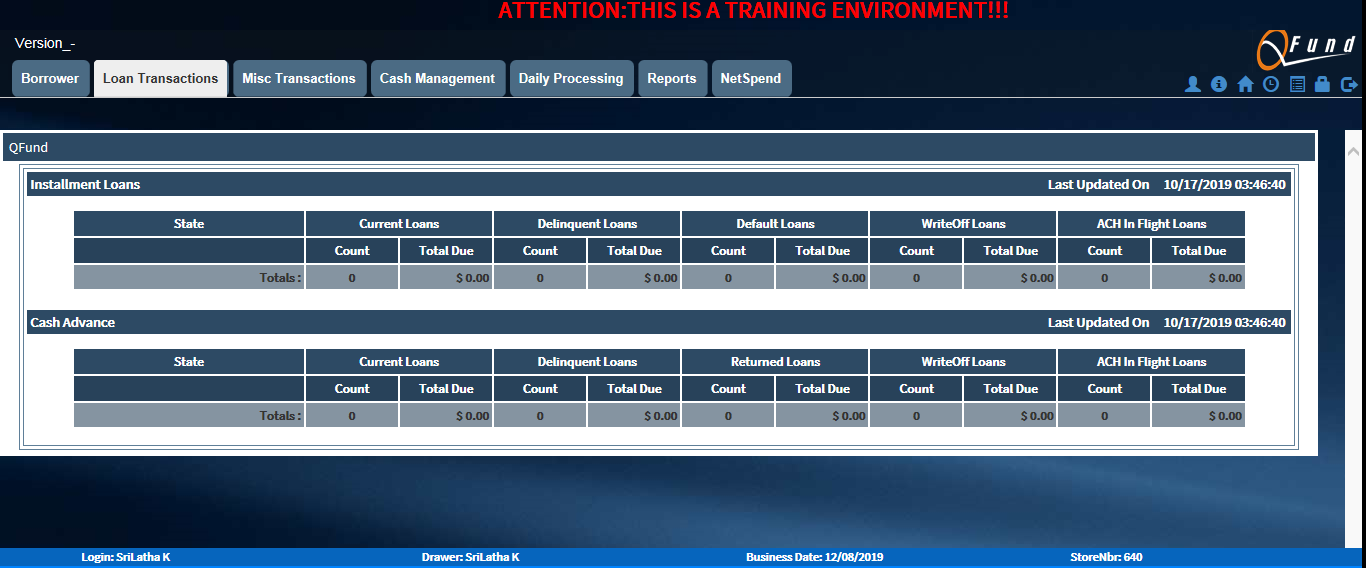 ATTENTION:THIS IS A TRAINING ENVIRONMENT!!!
Version_-
QFund
Borrower Loan Transactions Misc Transactions Cash Management Daily Processing Reports NetSpend
QFund
Installment Loans Last Updated On 10/17/2019 03:46:40
State Current Loans Delinquent Loans Default Loans WriteOff Loans ACH In Flight Loans
Count Total Due Count Total Due Count Total Due Count Total Due Count Total Due
Totals : 0 $ 0.00 0 $ 0.00 0 $ 0.00 0 $ 0.00 0 $ 0.00
Cash Advance Last Updated On 10/17/2019 03:46:40
State Current Loans Delinquent Loans Returned Loans WriteOff Loans ACH In Flight Loans
Count Total Due Count Total Due Count Total Due Count Total Due Count Total Due
Totals : 0 $ 0.00 0 $ 0.00 0 $ 0.00 0 $ 0.00 0 $ 0.00
Login: SriLatha K Drawer: SriLatha K Business Date: 12/08/2019 StoreNbr: 640